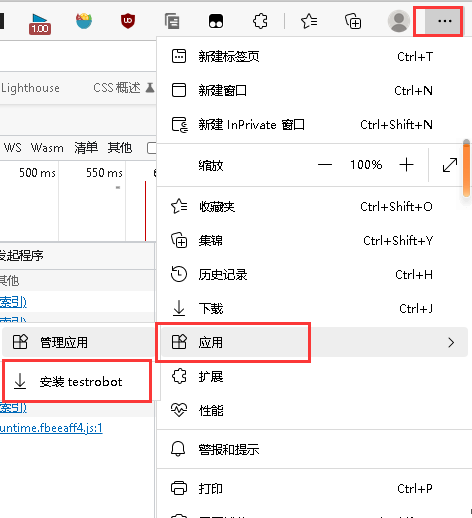 1.00
UD
Lighthouse CSS 概述
WS Wasm 清单 其他
500 ms 550 ms
发起程序
其他
索引)
索引)
索引)
untime.fbeeaff4.js:1
新建标签页 Ctrl+T
新建窗口 Ctrl+N
新建 InPrivate 窗口 Ctrl+Shift+N
缩放 — 100% +
收藏夹 Ctrl+Shift+O
集锦 Ctrl+Shift+Y
历史记录 Ctrl+H
下载 Ctrl+J
应用
管理应用
安装 testrobot
扩展
性能
警报和提示
打印 Ctrl+P